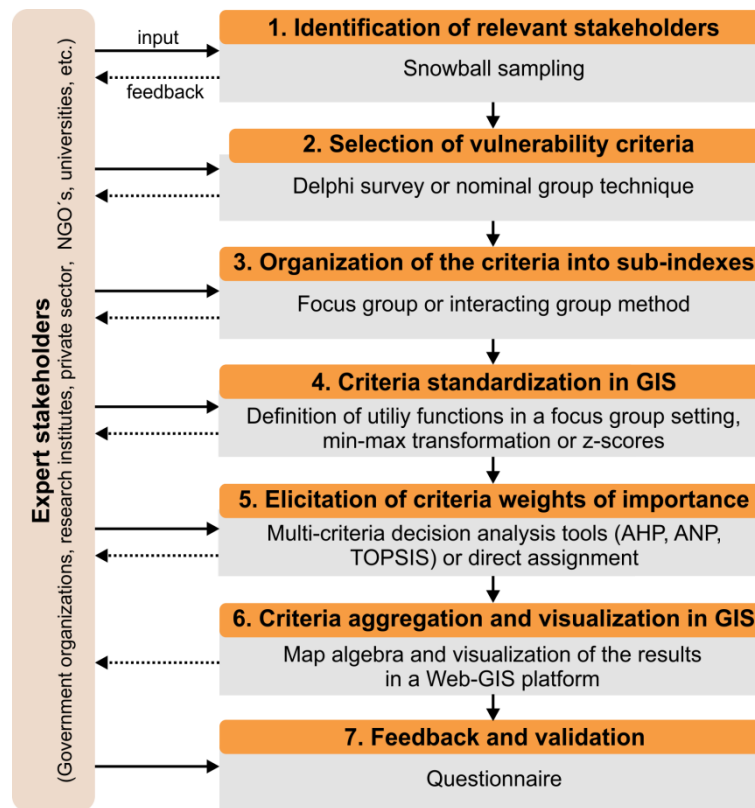 Expert stakeholders
(Government organizations, research institutes, private sector, NGO´s, universities, etc.)
input
feedback
1. Identification of relevant stakeholders
Snowball sampling
2. Selection of vulnerability criteria
Delphi survey or nominal group technique
3. Organization of the criteria into sub-indexes
Focus group or interacting group method
4. Criteria standardization in GIS
Definition of utiliy functions in a focus group setting,
min-max transformation or z-scores
5. Elicitation of criteria weights of importance
Multi-criteria decision analysis tools (AHP, ANP,
TOPSIS) or direct assignment
6. Criteria aggregation and visualization in GIS
Map algebra and visualization of the results
in a Web-GIS platform
7. Feedback and validation
Questionnaire